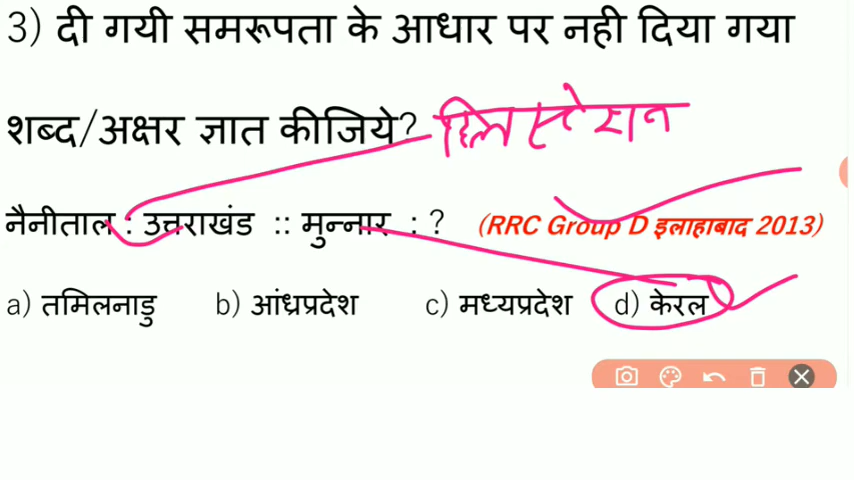 3) दी गयी समरूपता के आधार पर नही दिया गया
शब्द/अक्षर ज्ञात कीजिये? हिल स्टेशन
नैनीताल : उत्तराखंड :: मुन्नार : ? (RRC Group D इलाहाबाद 2013)
a) तमिलनाडु b) आंध्रप्रदेश c) मध्यप्रदेश d) केरल